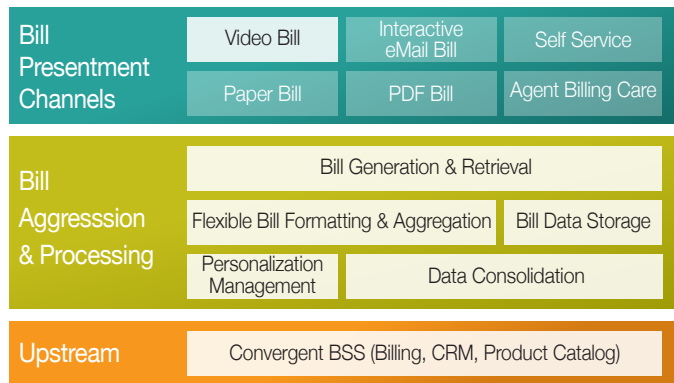 Bill
Presentment
Channels
Video Bill
Interactive
eMail Bill
Self Service
Paper Bill
PDF Bill
Agent Billing Care
Bill
Aggresssion
& Processing
Bill Generation & Retrieval
Flexible Bill Formatting & Aggregation
Bill Data Storage
Personalization
Management
Data Consolidation
Upstream
Convergent BSS (Billing, CRM, Product Catalog)